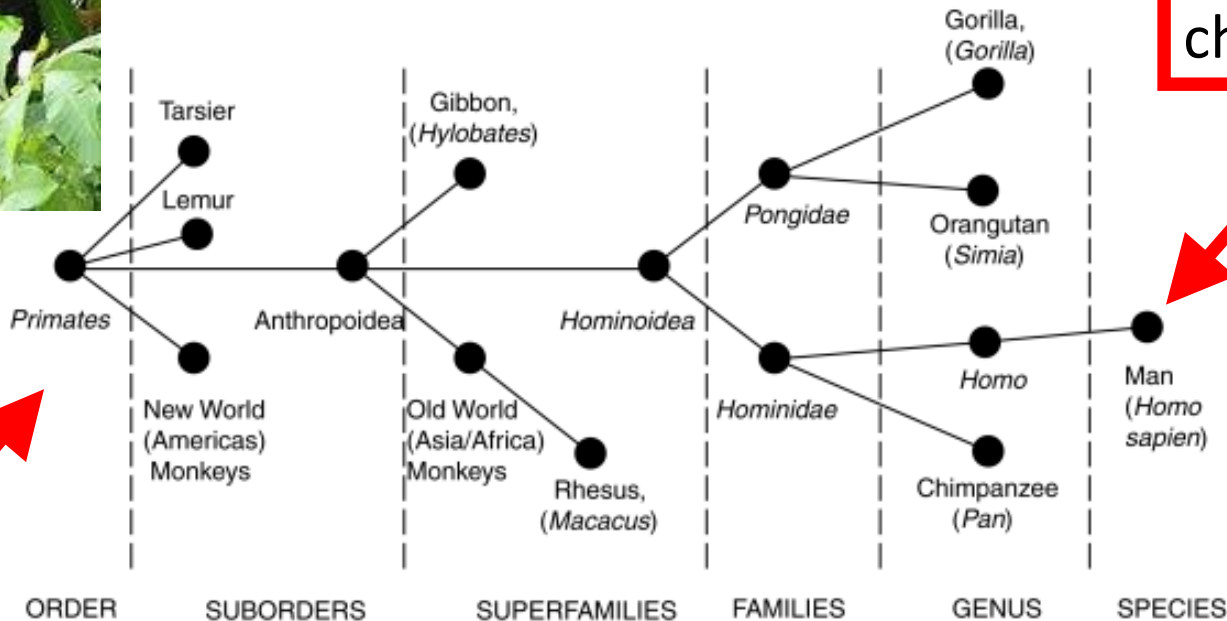 Gorilla,
(Gorilla)
ch
Tarsier
Gibbon,
(Hylobates)
Lemur
Pongidae
Orangutan
(Simia)
Primates
Anthropoidea
Hominoidea
Homo
Man
(Homo
sapien)
New World
(Americas)
Monkeys
Old World
(Asia/Africa)
Monkeys
Hominidae
Rhesus,
(Macacus)
Chimpanzee
(Pan)
ORDER
SUBORDERS
SUPERFAMILIES
FAMILIES
GENUS
SPECIES